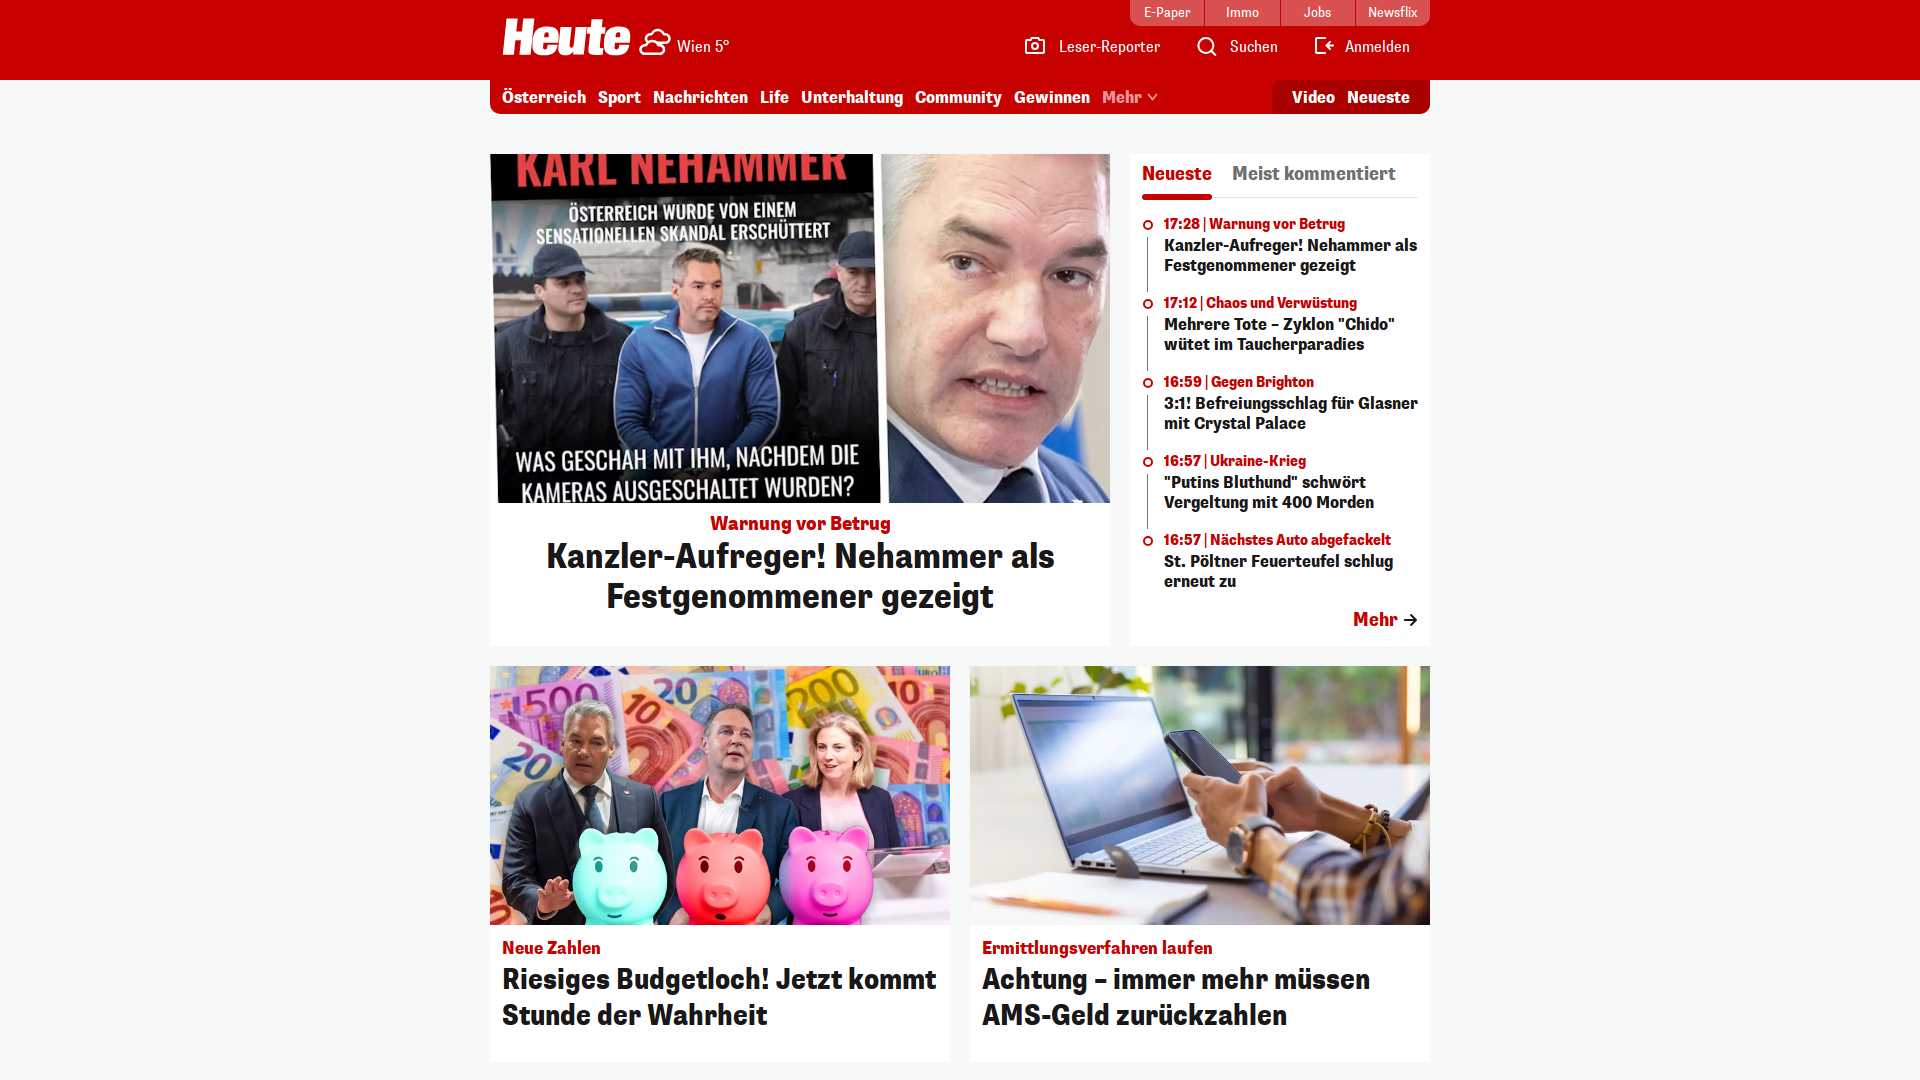 E-Paper
Immo
Jobs
Newsflix
Heute
Wien 5°
Leser-Reporter
Suchen
Anmelden
Österreich
Sport
Nachrichten
Life
Unterhaltung
Community
Gewinnen
Mehr
Video
Neueste
KARL NEHAMMER
ÖSTERREICH WURDE VON EINEM
SENSATIONELLEN SKANDAL ERSCHÜTTERT
WAS GESCHAH MIT IHM, NACHDEM DIE
KAMERAS AUSGESCHALTET WURDEN?
Warnung vor Betrug
Kanzler-Aufreger! Nehammer als
Festgenommener gezeigt
Neueste
Meist kommentiert
17:28 | Warnung vor Betrug
Kanzler-Aufreger! Nehammer als
Festgenommener gezeigt
17:12 | Chaos und Verwüstung
Mehrere Tote – Zyklon "Chido"
wütet im Taucherparadies
16:59 | Gegen Brighton
3:1! Befreiungsschlag für Glasner
mit Crystal Palace
16:57 | Ukraine-Krieg
"Putins Bluthund" schwört
Vergeltung mit 400 Morden
16:57 | Nächstes Auto abgefackelt
St. Pöltner Feuerteufel schlug
erneut zu
Mehr
500
10
20
200
10
20
Neue Zahlen
Riesiges Budgetloch! Jetzt kommt
Stunde der Wahrheit
Ermittlungsverfahren laufen
Achtung – immer mehr müssen
AMS-Geld zurückzahlen